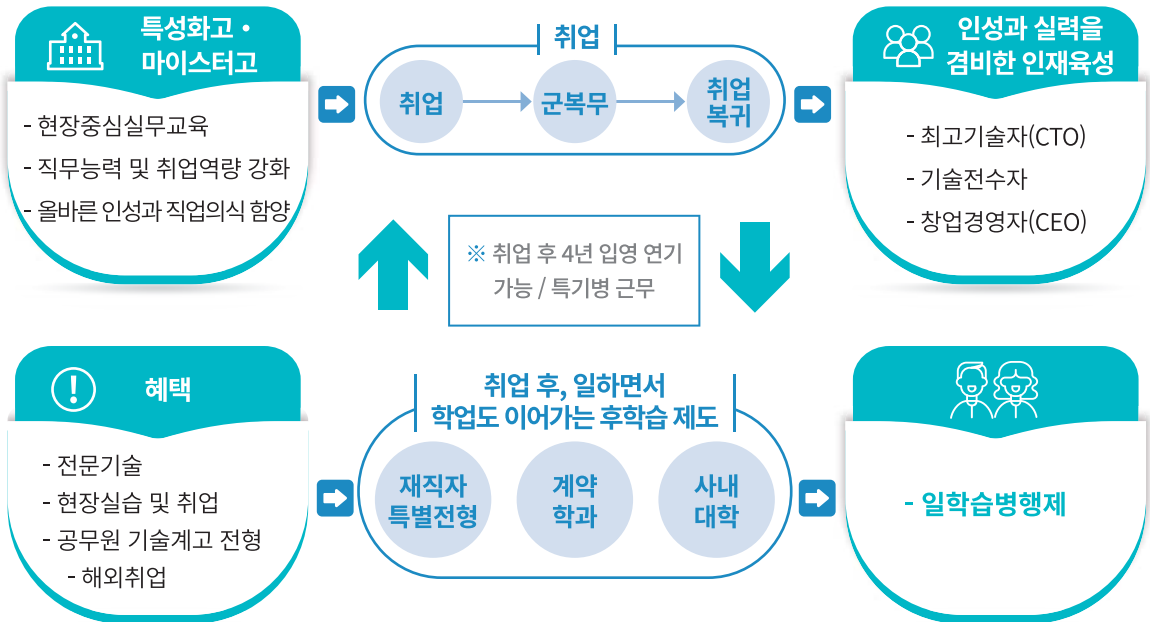 특성화고 •
마이스터고
- 현장중심실무교육
- 직무능력 및 취업역량 강화
- 올바른 인성과 직업의식 함양
취업
취업
군복무
취업
복귀
인성과 실력을
겸비한 인재육성
- 최고기술자(CTO)
- 기술전수자
- 창업경영자(CEO)
※ 취업 후 4년 입영 연기
가능 / 특기병 근무
혜택
- 전문기술
- 현장실습 및 취업
- 공무원 기술계고 전형
- 해외취업
취업 후, 일하면서
학업도 이어가는 후학습 제도
재직자
특별전형
계약
학과
사내
대학
- 일학습병행제